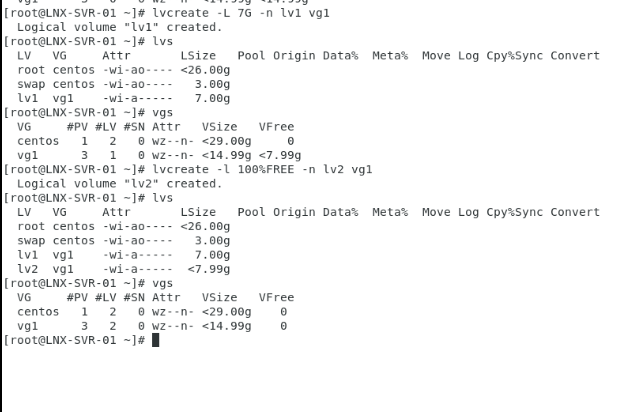 vg1      3   0   0 wz--n- <14.99g <14.99g
[root@LNX-SVR-01 ~]# lvcreate -L 7G -n lv1 vg1
  Logical volume "lv1" created.
[root@LNX-SVR-01 ~]# lvs
  LV   VG     Attr       LSize   Pool Origin Data%  Meta%  Move Log Cpy%Sync Convert
  root centos -wi-ao---- <26.00g
  swap centos -wi-ao----   3.00g
  lv1  vg1    -wi-a-----   7.00g
[root@LNX-SVR-01 ~]# vgs
  VG     #PV #LV #SN Attr   VSize   VFree
  centos   1   2   0 wz--n- <29.00g     0
  vg1      3   1   0 wz--n- <14.99g <7.99g
[root@LNX-SVR-01 ~]# lvcreate -l 100%FREE -n lv2 vg1
  Logical volume "lv2" created.
[root@LNX-SVR-01 ~]# lvs
  LV   VG     Attr       LSize   Pool Origin Data%  Meta%  Move Log Cpy%Sync Convert
  root centos -wi-ao---- <26.00g
  swap centos -wi-ao----   3.00g
  lv1  vg1    -wi-a-----   7.00g
  lv2  vg1    -wi-a-----  <7.99g
[root@LNX-SVR-01 ~]# vgs
  VG     #PV #LV #SN Attr   VSize   VFree
  centos   1   2   0 wz--n- <29.00g    0
  vg1      3   2   0 wz--n- <14.99g    0
[root@LNX-SVR-01 ~]#